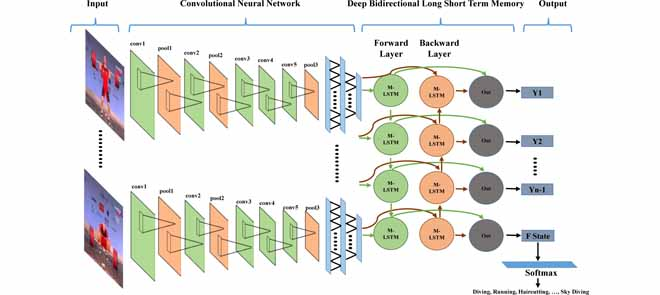 Input Convolutional Neural Network Deep Bidirectional Long Short Term Memory Output
Forward Layer Backward Layer
conv1 pool1 conv2 pool2 conv3 conv4 conv5 pool3
M-LSTM M-LSTM Out Y1
M-LSTM M-LSTM Out Y2
conv1 pool1 conv2 pool2 conv3 conv4 conv5 pool3
M-LSTM M-LSTM Out Yn-1
M-LSTM M-LSTM Out F State
Softmax
Diving, Running, Haircutting, ..., Sky Diving